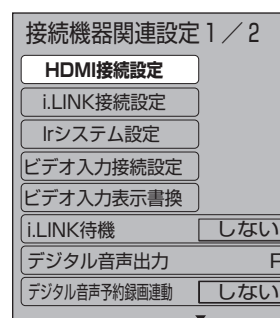 接続機器関連設定１／２
HDMI接続設定
i.LINK接続設定
Irシステム設定
ビデオ入力接続設定
ビデオ入力表示書換
i.LINK待機 しない
デジタル音声出力
デジタル音声予約録画連動 しない